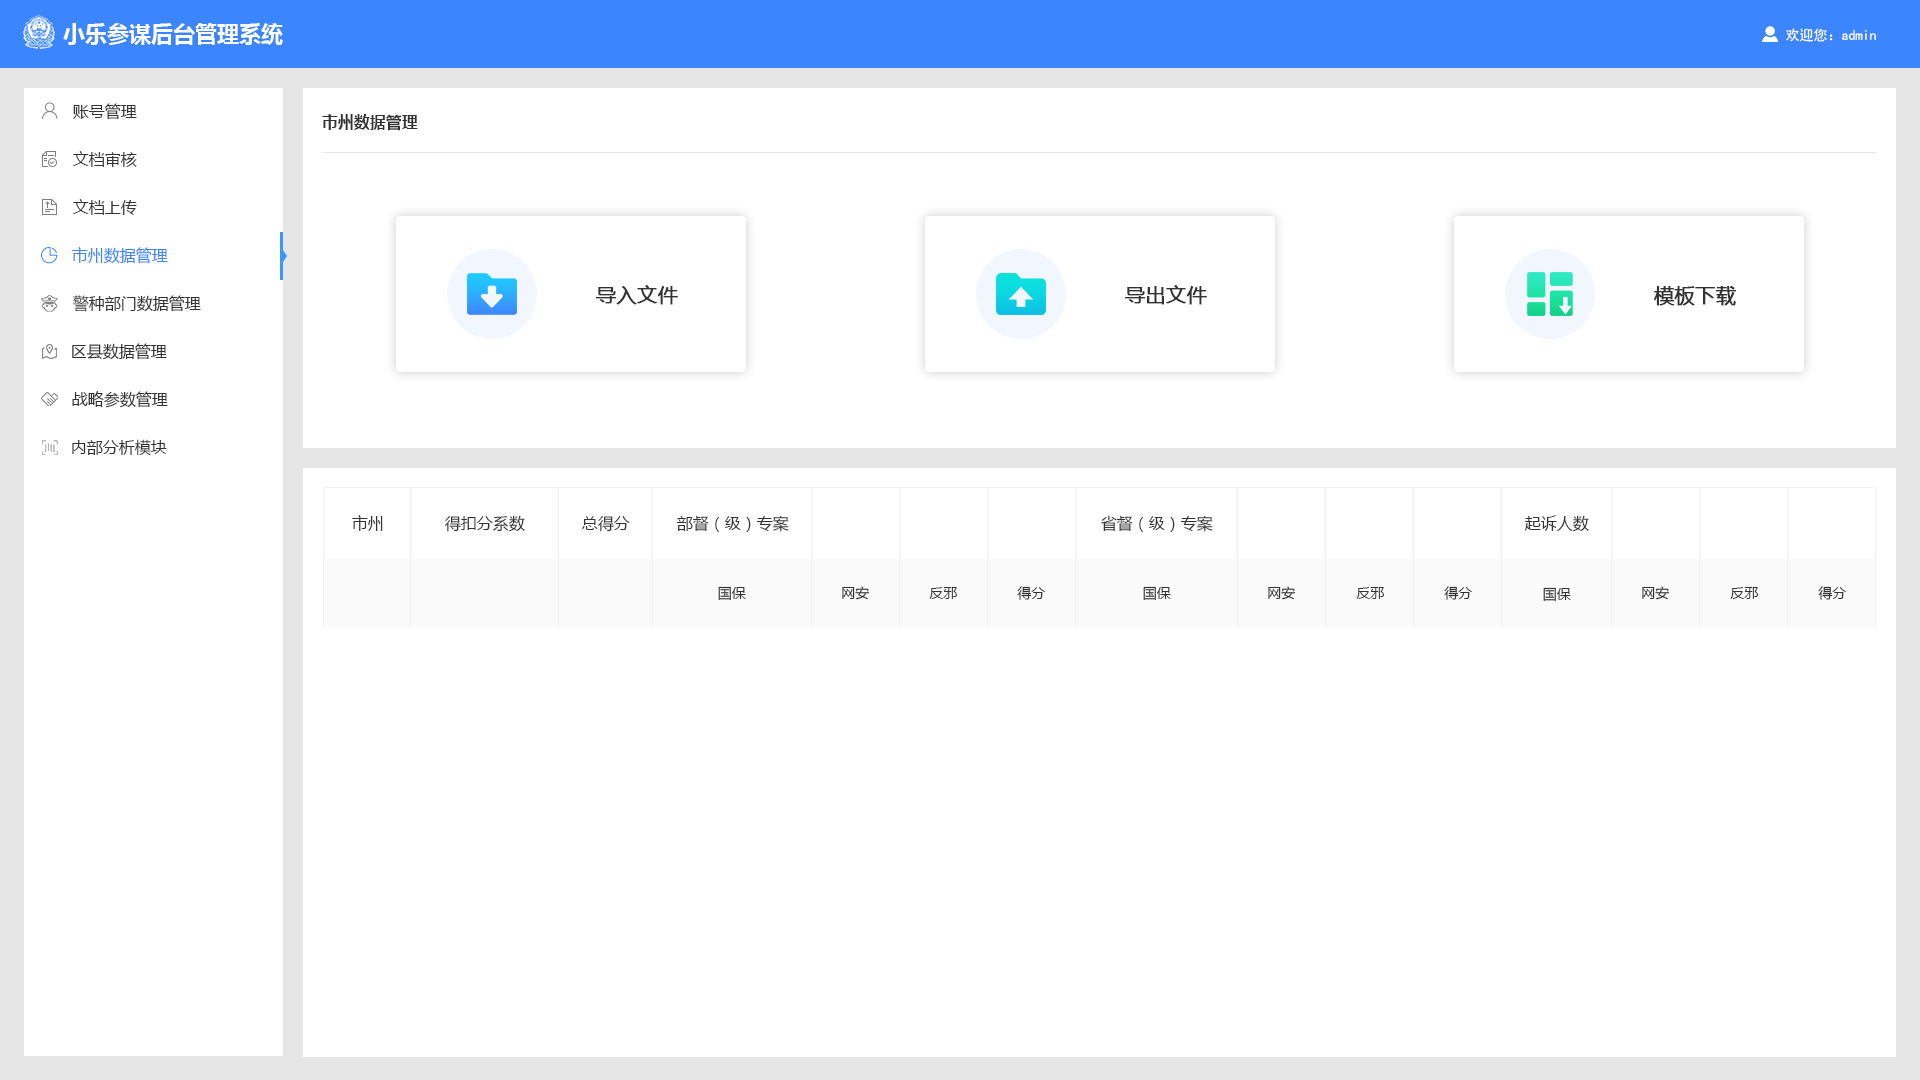 小乐参谋后台管理系统
欢迎您：admin
账号管理
文档审核
文档上传
市州数据管理
警种部门数据管理
区县数据管理
战略参数管理
内部分析模块
市州数据管理
导入文件
导出文件
模板下载
市州 得扣分系数 总得分 部督（级）专案 省督（级）专案 起诉人数
国保 网安 反邪 得分 国保 网安 反邪 得分 国保 网安 反邪 得分